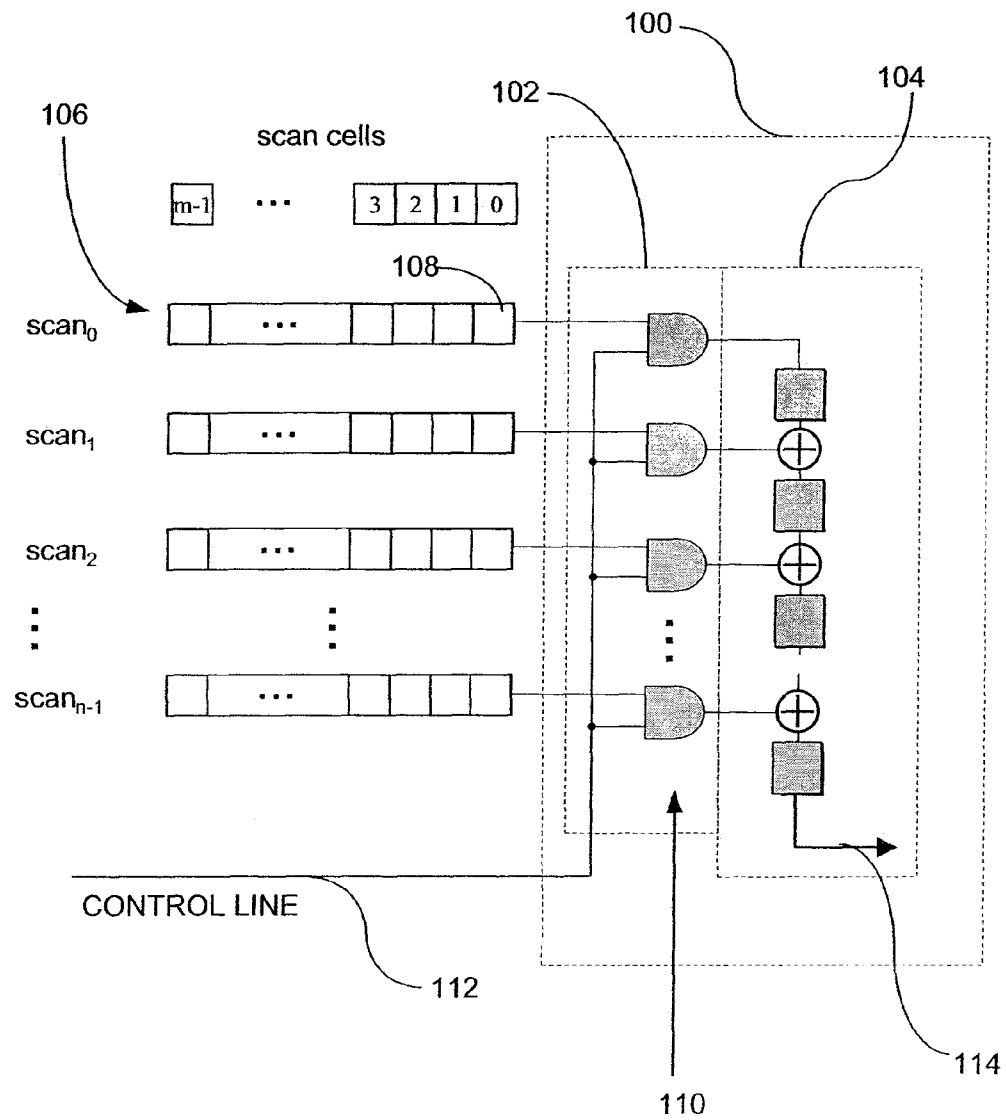 100
102
104
106
scan cells
m-1 ... 3 2 1 0
108
scan₀ ...
scan₁ ...
scan₂ ...
scanₙ₋₁ ...
CONTROL LINE
112
114
110